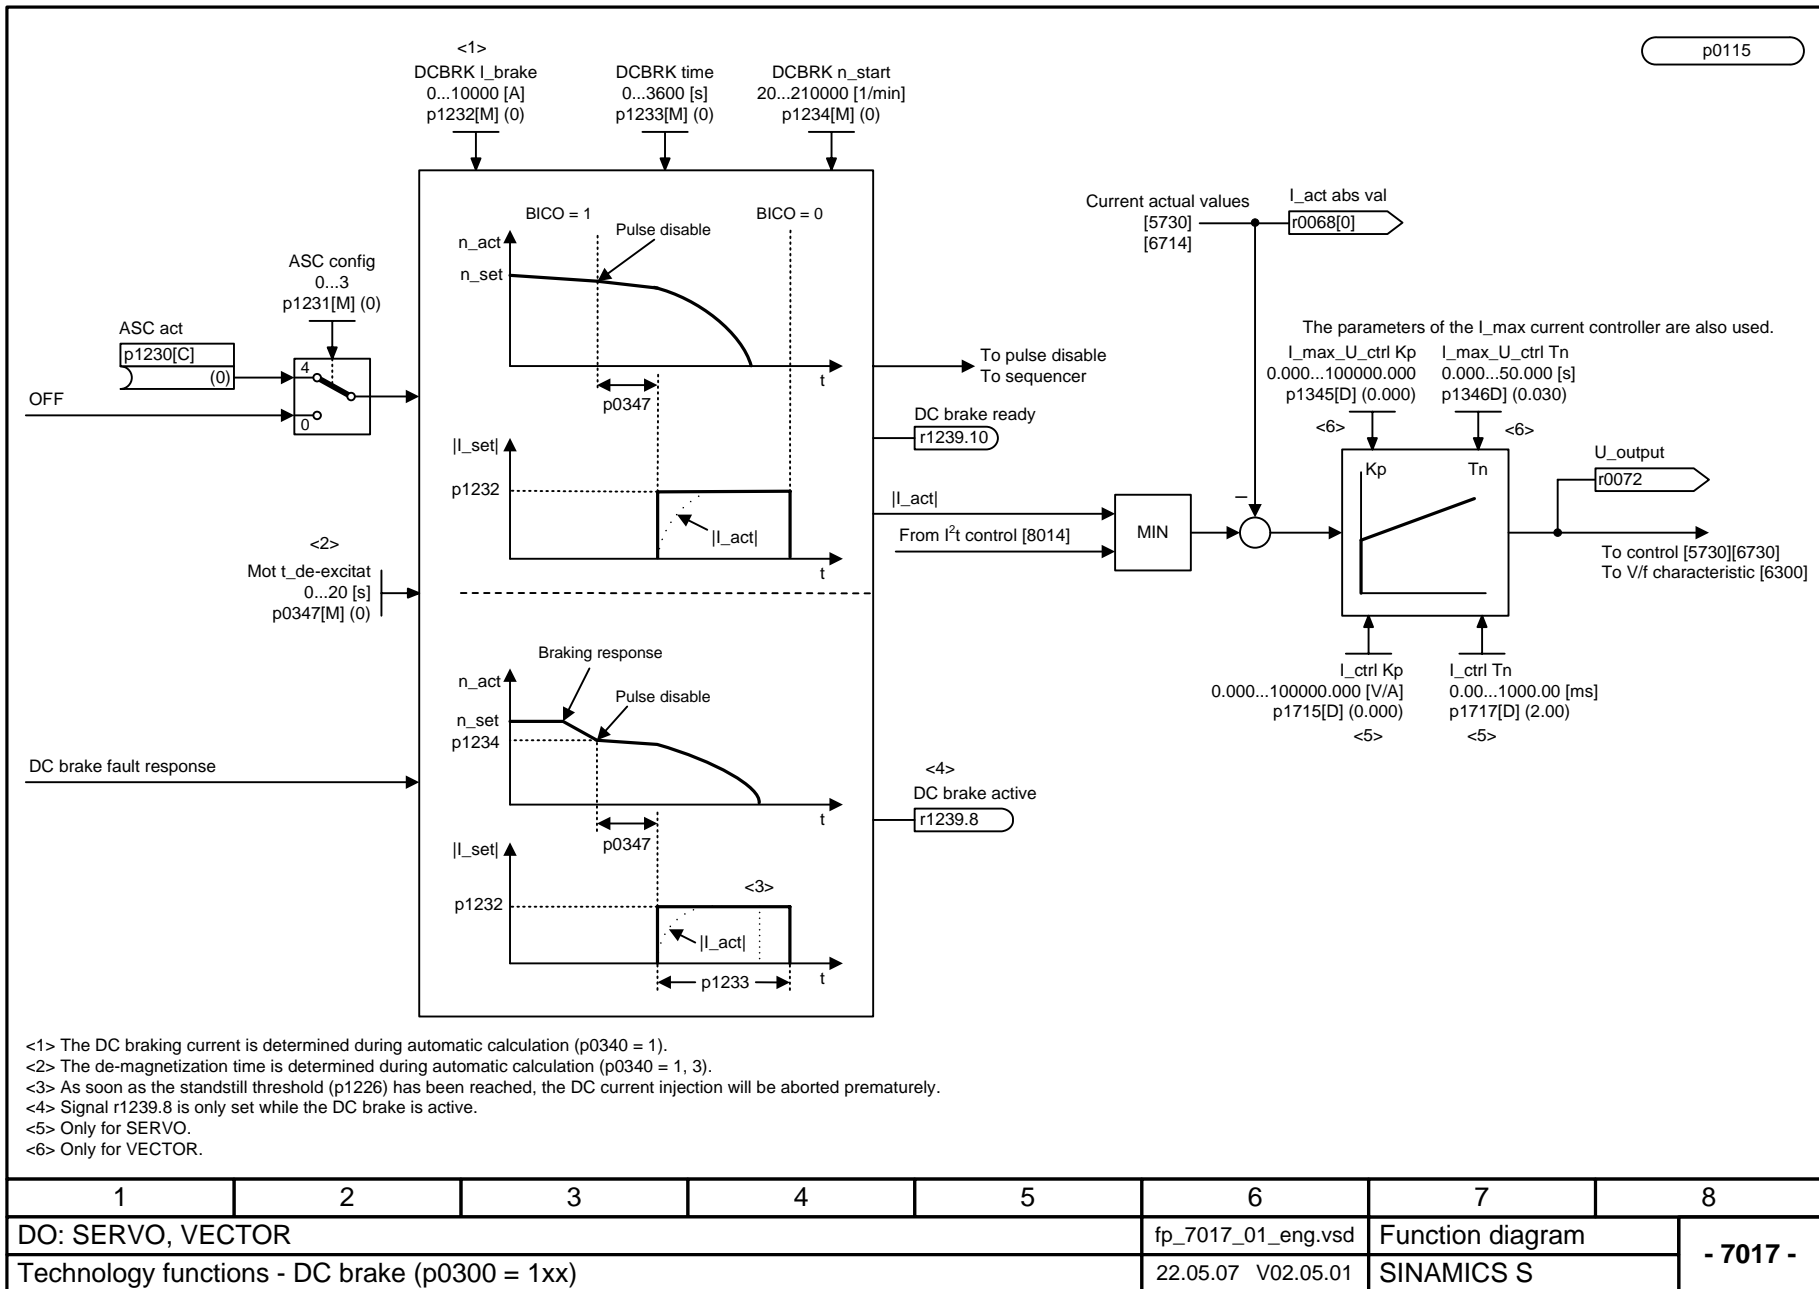 p0115
<1>
DCBRK I_brake
0...10000 [A]
p1232[M] (0)
DCBRK time
0...3600 [s]
p1233[M] (0)
DCBRK n_start
20...210000 [1/min]
p1234[M] (0)
ASC config
0...3
p1231[M] (0)
ASC act
p1230[C]
(0)
OFF
4
0
BICO = 1
Pulse disable
BICO = 0
n_act
n_set
t
p0347
|I_set|
p1232
|I_act|
t
<2>
Mot t_de-excitat
0...20 [s]
p0347[M] (0)
Braking response
n_act
Pulse disable
n_set
p1234
t
p0347
|I_set|
<3>
p1232
|I_act|
p1233
t
DC brake fault response
To pulse disable
To sequencer
DC brake ready
r1239.10
|I_act|
From I²t control [8014]
MIN
<4>
DC brake active
r1239.8
Current actual values
[5730]
[6714]
I_act abs val
r0068[0]
–
The parameters of the I_max current controller are also used.
I_max_U_ctrl Kp
0.000...100000.000
p1345[D] (0.000)
<6>
I_max_U_ctrl Tn
0.000...50.000 [s]
p1346D] (0.030)
<6>
Kp
Tn
U_output
r0072
To control [5730][6730]
To V/f characteristic [6300]
I_ctrl Kp
0.000...100000.000 [V/A]
p1715[D] (0.000)
<5>
I_ctrl Tn
0.00...1000.00 [ms]
p1717[D] (2.00)
<5>
<1> The DC braking current is determined during automatic calculation (p0340 = 1).
<2> The de-magnetization time is determined during automatic calculation (p0340 = 1, 3).
<3> As soon as the standstill threshold (p1226) has been reached, the DC current injection will be aborted prematurely.
<4> Signal r1239.8 is only set while the DC brake is active.
<5> Only for SERVO.
<6> Only for VECTOR.
1 2 3 4 5 6 7 8
DO: SERVO, VECTOR
fp_7017_01_eng.vsd
Function diagram
- 7017 -
Technology functions - DC brake (p0300 = 1xx)
22.05.07 V02.05.01
SINAMICS S